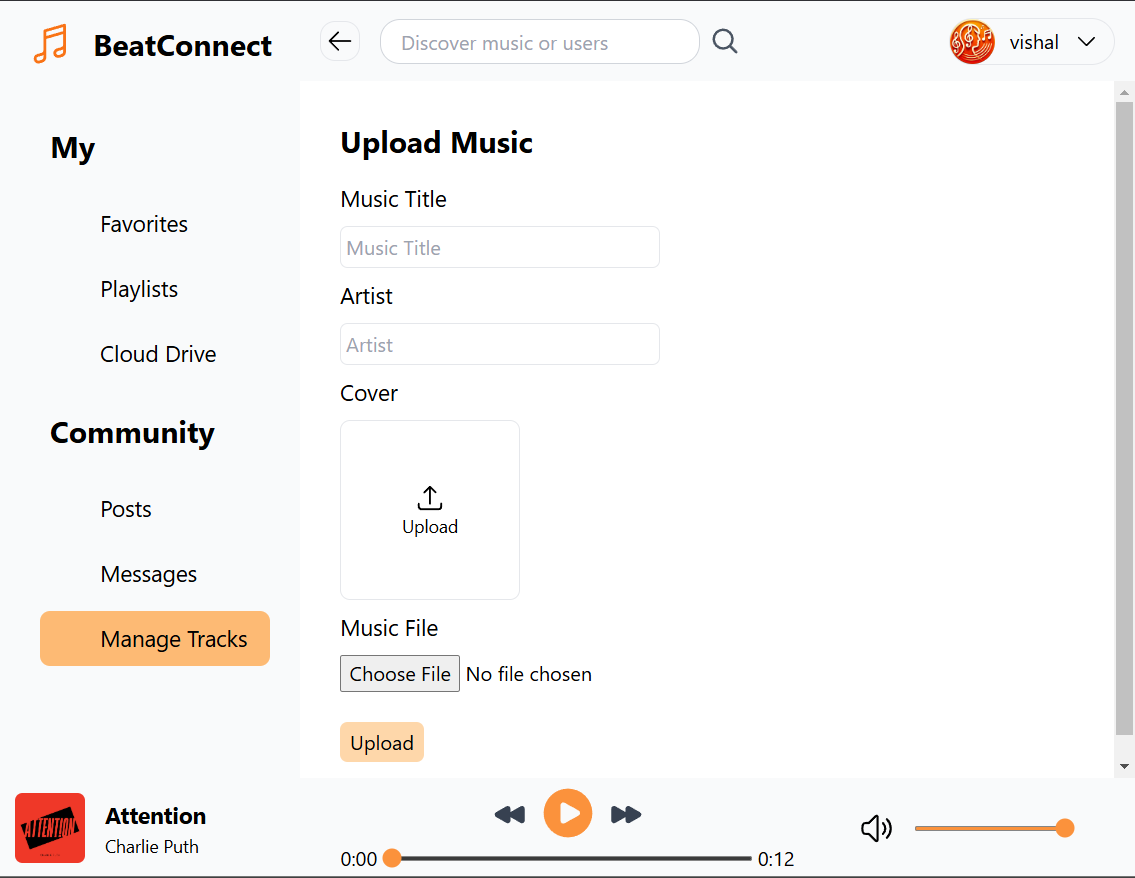 BeatConnect
Discover music or users
vishal
My
Favorites
Playlists
Cloud Drive
Community
Posts
Messages
Manage Tracks
Upload Music
Music Title
Music Title
Artist
Artist
Cover
Upload
Music File
Choose File No file chosen
Upload
ATTENTION
Attention
Charlie Puth
0:00
0:12